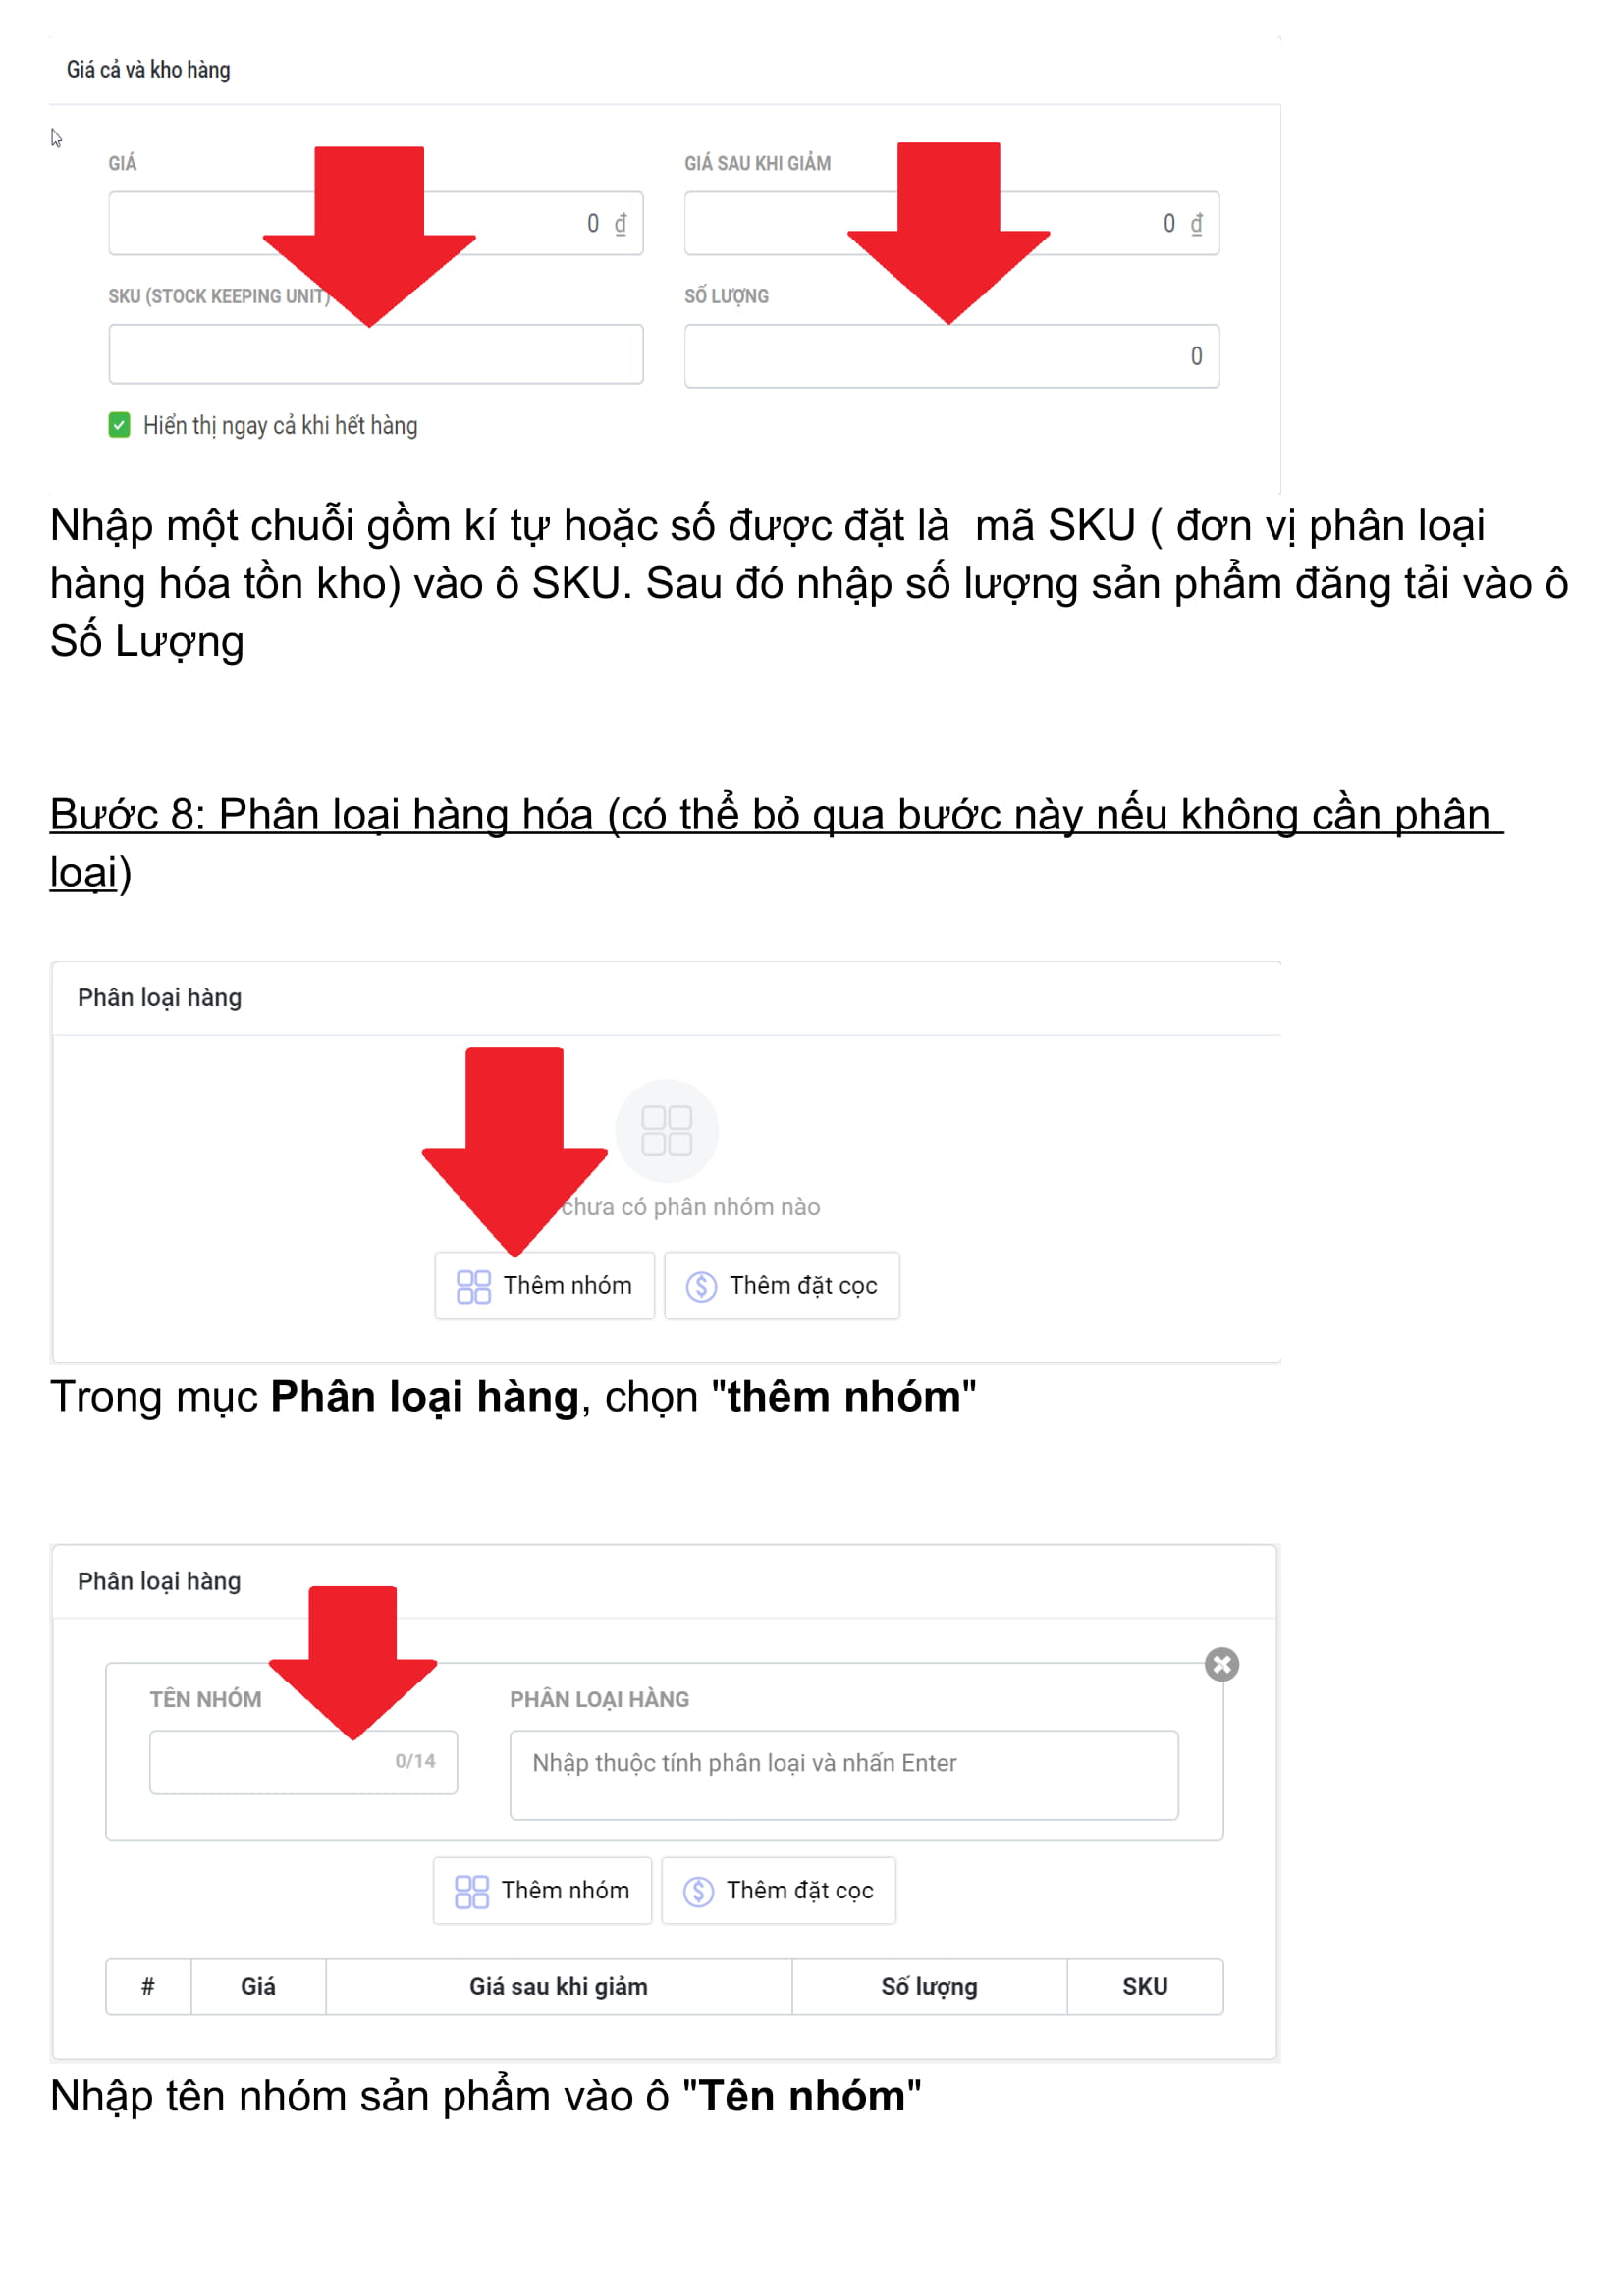 Giá cả và kho hàng
GIÁ
GIÁ SAU KHI GIẢM
0 ₫
0 ₫
SKU (STOCK KEEPING UNIT)
SỐ LƯỢNG
0
Hiển thị ngay cả khi hết hàng
Nhập một chuỗi gồm kí tự hoặc số được đặt là  mã SKU ( đơn vị phân loại
hàng hóa tồn kho) vào ô SKU. Sau đó nhập số lượng sản phẩm đăng tải vào ô
Số Lượng
Bước 8: Phân loại hàng hóa (có thể bỏ qua bước này nếu không cần phân
loại)
Phân loại hàng
chưa có phân nhóm nào
Thêm nhóm
Thêm đặt cọc
Trong mục Phân loại hàng, chọn "thêm nhóm"
Phân loại hàng
TÊN NHÓM
PHÂN LOẠI HÀNG
0/14
Nhập thuộc tính phân loại và nhấn Enter
Thêm nhóm
Thêm đặt cọc
# Giá Giá sau khi giảm Số lượng SKU
Nhập tên nhóm sản phẩm vào ô "Tên nhóm"